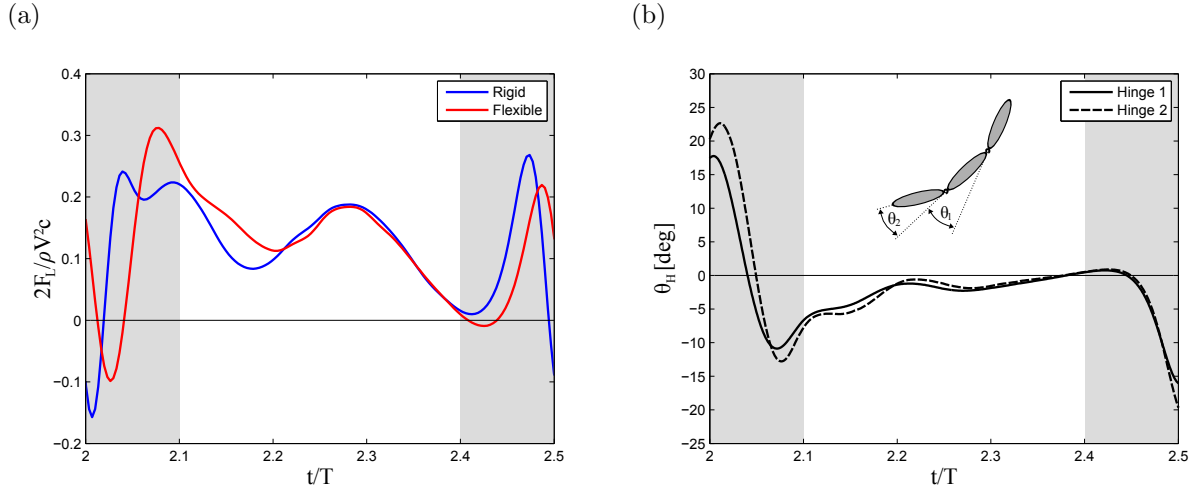 (a)
0.4
0.3
0.2
0.1
0
-0.1
-0.2
2 2.1 2.2 2.3 2.4 2.5
t/T
2F_L/ρV²c
Rigid
Flexible
(b)
30
25
20
15
10
5
0
−5
−10
−15
−20
−25
2 2.1 2.2 2.3 2.4 2.5
t/T
θ_H [deg]
Hinge 1
Hinge 2
θ_2
θ_1